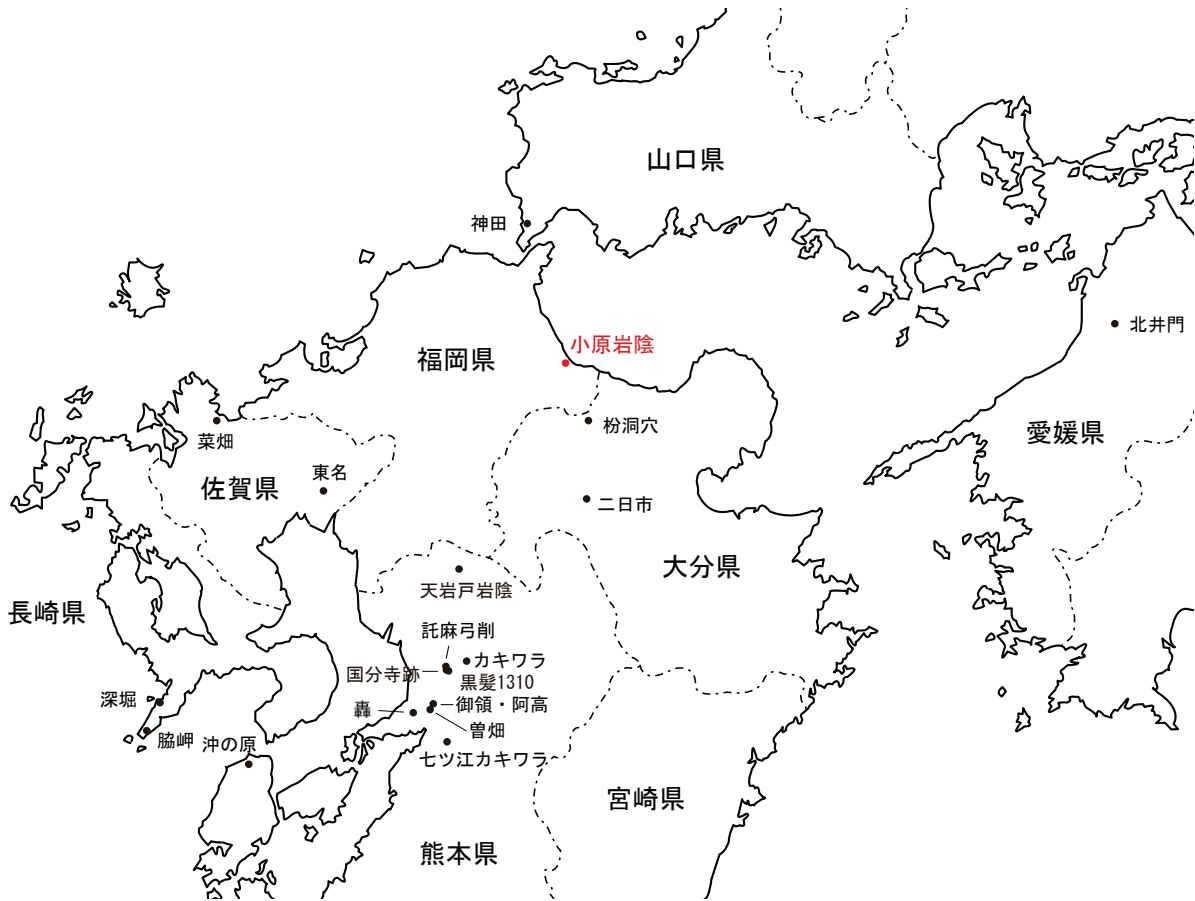 山口県
神田
北井門
小原岩陰
福岡県
菜畑
枌洞穴
愛媛県
東名
佐賀県
二日市
大分県
天岩戸岩陰
長崎県
託麻弓削
カキワラ
国分寺跡
黒髪1310
深堀
御領・阿高
轟
曽畑
脇岬
沖の原
七ツ江カキワラ
宮崎県
熊本県